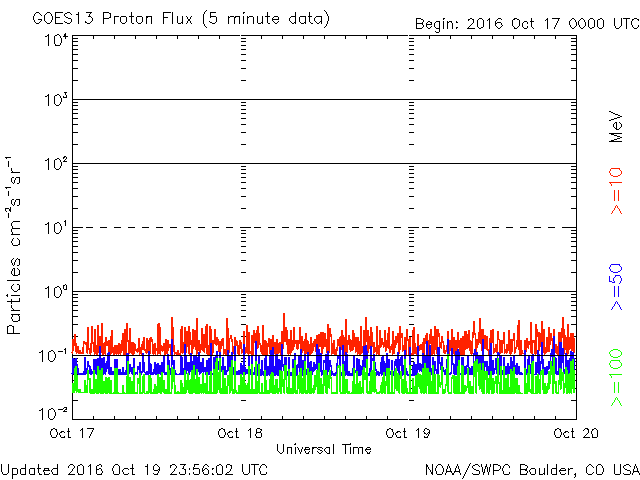 GOES13 Proton Flux (5 minute data)
Begin: 2016 Oct 17 0000 UTC
Particles cm⁻²s⁻¹sr⁻¹
10⁴
10³
10²
10¹
10⁰
10⁻¹
10⁻²
Oct 17
Oct 18
Oct 19
Oct 20
Universal Time
MeV
>=10
>=50
>=100
Updated 2016 Oct 19 23:56:02 UTC
NOAA/SWPC Boulder, CO USA